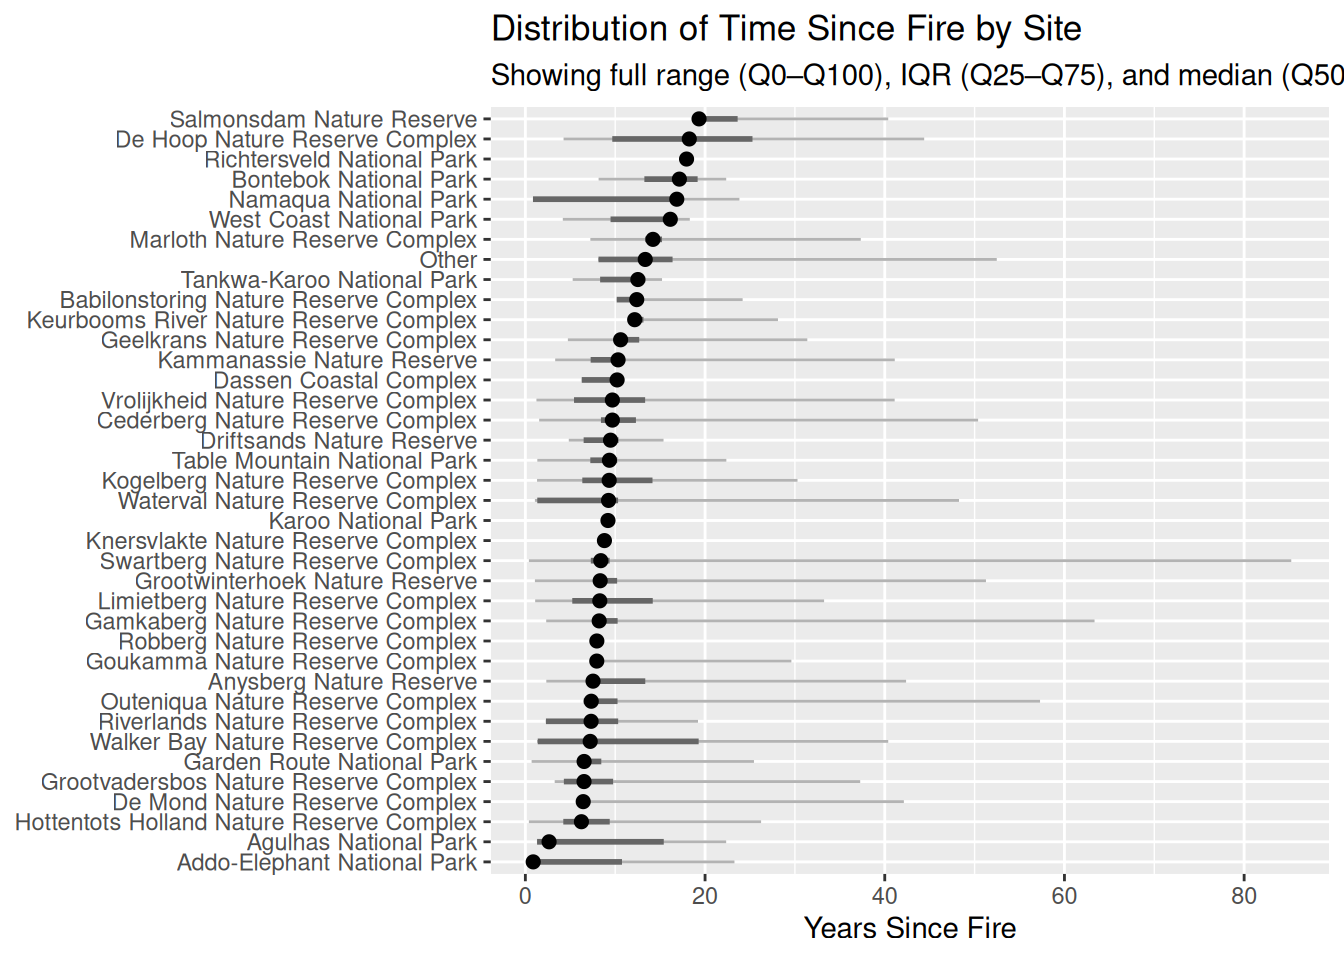 Distribution of Time Since Fire by Site
Showing full range (Q0–Q100), IQR (Q25–Q75), and median (Q50
Salmonsdam Nature Reserve
De Hoop Nature Reserve Complex
Richtersveld National Park
Bontebok National Park
Namaqua National Park
West Coast National Park
Marloth Nature Reserve Complex
Other
Tankwa-Karoo National Park
Babilonstoring Nature Reserve Complex
Keurbooms River Nature Reserve Complex
Geelkrans Nature Reserve Complex
Kammanassie Nature Reserve
Dassen Coastal Complex
Vrolijkheid Nature Reserve Complex
Cederberg Nature Reserve Complex
Driftsands Nature Reserve
Table Mountain National Park
Kogelberg Nature Reserve Complex
Waterval Nature Reserve Complex
Karoo National Park
Knersvlakte Nature Reserve Complex
Swartberg Nature Reserve Complex
Grootwinterhoek Nature Reserve
Limietberg Nature Reserve Complex
Gamkaberg Nature Reserve Complex
Robberg Nature Reserve Complex
Goukamma Nature Reserve Complex
Anysberg Nature Reserve
Outeniqua Nature Reserve Complex
Riverlands Nature Reserve Complex
Walker Bay Nature Reserve Complex
Garden Route National Park
Grootvadersbos Nature Reserve Complex
De Mond Nature Reserve Complex
Hottentots Holland Nature Reserve Complex
Agulhas National Park
Addo-Elephant National Park
0 20 40 60 80
Years Since Fire